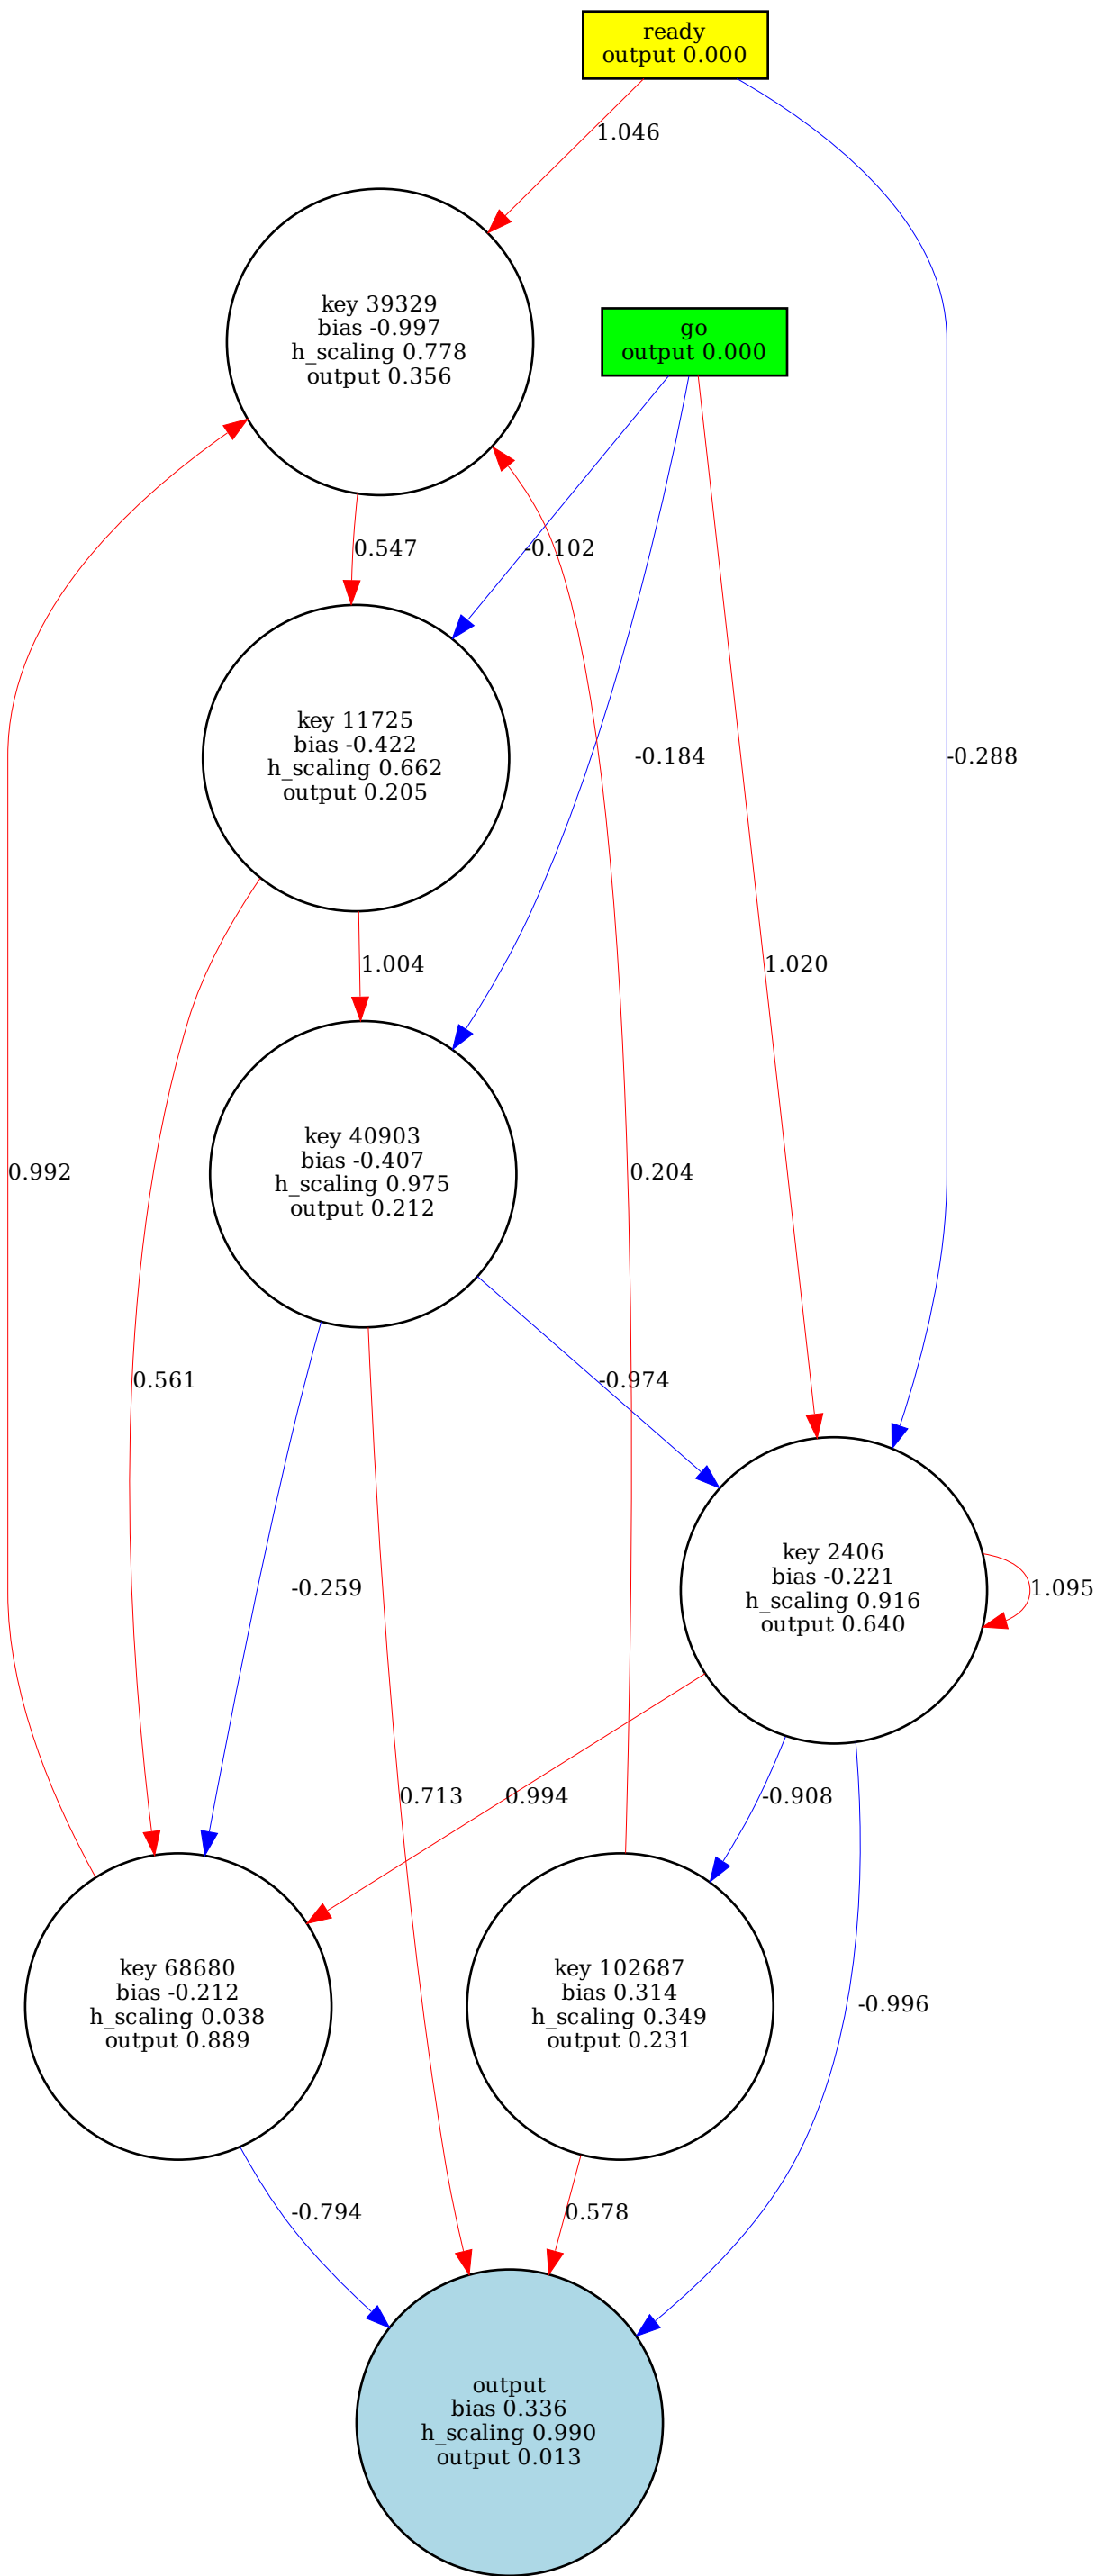 ready
output 0.000
1.046
key 39329
bias -0.997
h_scaling 0.778
output 0.356
go
output 0.000
0.547
-0.102
key 11725
bias -0.422
h_scaling 0.662
output 0.205
-0.184
-0.288
1.004
1.020
key 40903
bias -0.407
h_scaling 0.975
output 0.212
0.992
0.204
0.561
-0.974
key 2406
bias -0.221
h_scaling 0.916
output 0.640
-0.259
1.095
0.713
0.994
-0.908
key 68680
bias -0.212
h_scaling 0.038
output 0.889
key 102687
bias 0.314
h_scaling 0.349
output 0.231
-0.996
-0.794
0.578
output
bias 0.336
h_scaling 0.990
output 0.013